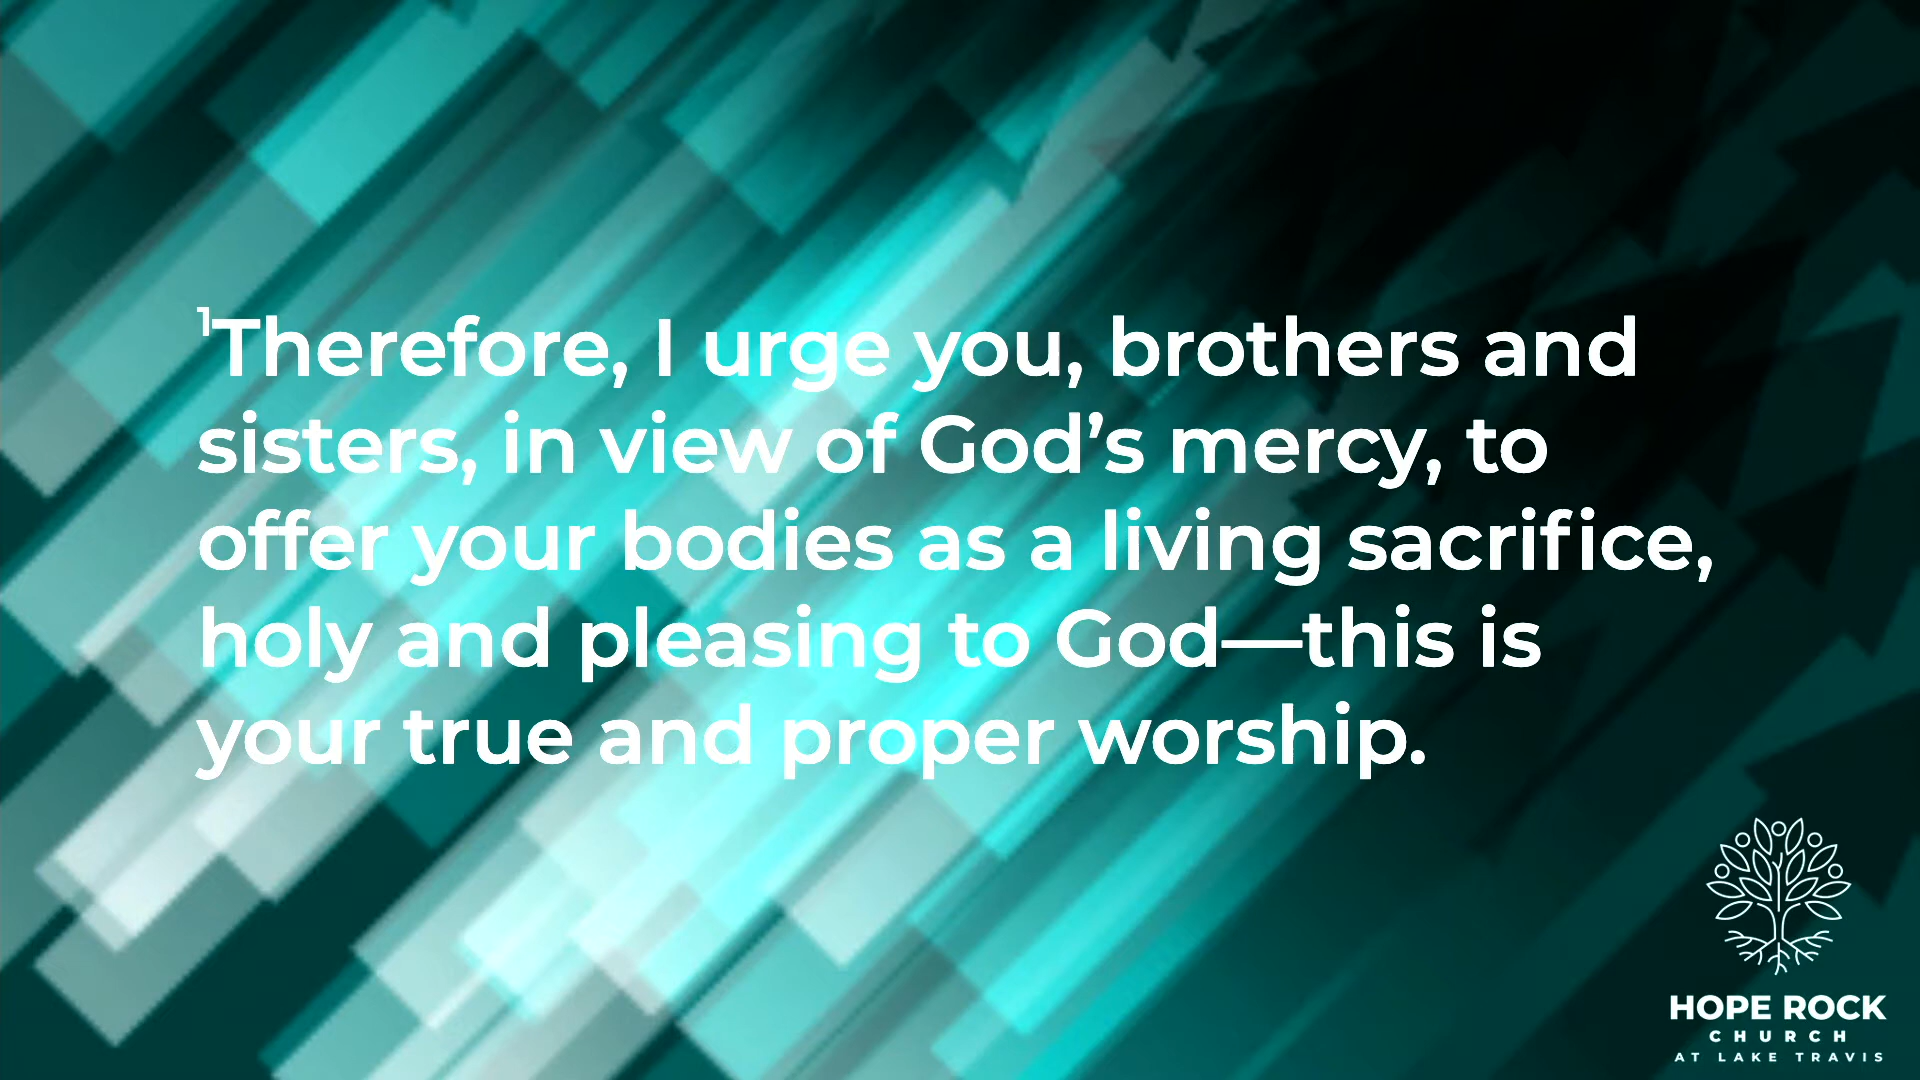 ¹Therefore, I urge you, brothers and
sisters, in view of God’s mercy, to
offer your bodies as a living sacrifice,
holy and pleasing to God—this is
your true and proper worship.
HOPE ROCK
CHURCH
AT LAKE TRAVIS